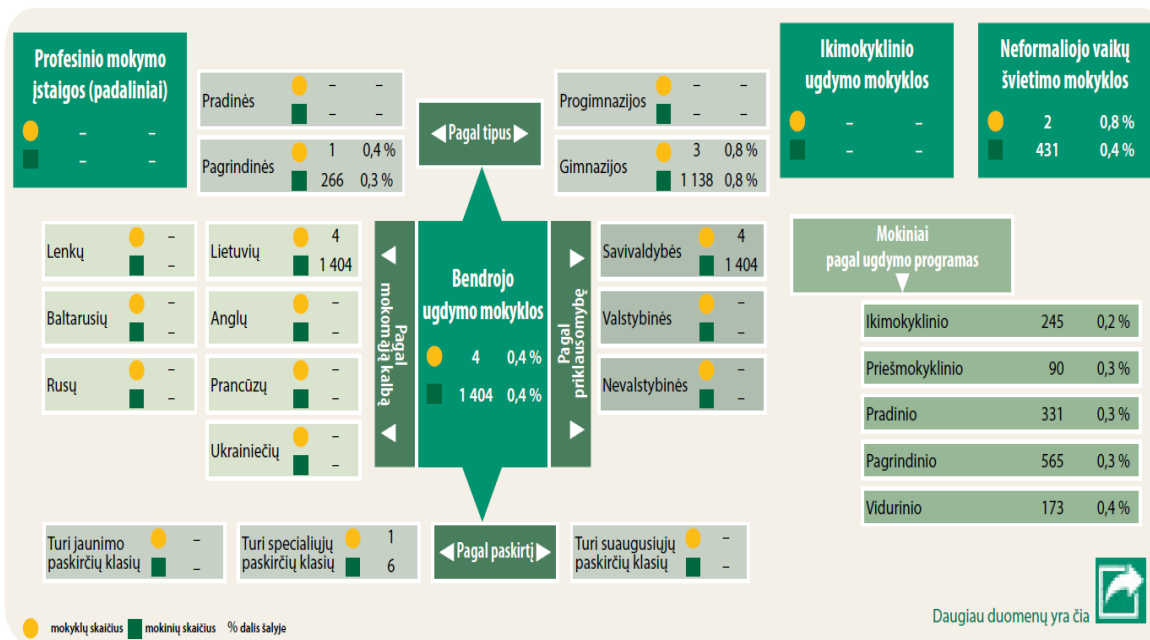 Profesinio mokymo
įstaigos (padaliniai)
– –
– –
Pradinės – –
– –
Pagrindinės 1 0,4 %
266 0,3 %
Pagal tipus
Progimnazijos – –
– –
Gimnazijos 3 0,8 %
1 138 0,8 %
Ikimokyklinio
ugdymo mokyklos
– –
– –
Neformaliojo vaikų
švietimo mokyklos
2 0,8 %
431 0,4 %
Lenkų –
–
Lietuvių 4
1 404
Baltarusių –
–
Anglų –
–
Rusų –
–
Prancūzų –
–
Ukrainiečių –
–
Pagal
mokomąją kalbą
Bendrojo
ugdymo mokyklos
4 0,4 %
1 404 0,4 %
Pagal
priklausomybę
Savivaldybės 4
1 404
Valstybinės –
–
Nevalstybinės –
–
Mokiniai
pagal ugdymo programas
Ikimokyklinio 245 0,2 %
Priešmokyklinio 90 0,3 %
Pradinio 331 0,3 %
Pagrindinio 565 0,3 %
Vidurinio 173 0,4 %
Turi jaunimo
paskirčių klasių
–
–
Turi specialiųjų
paskirčių klasių
1
6
Pagal paskirtį
Turi suaugusiųjų
paskirčių klasių
–
–
mokyklų skaičius mokinių skaičius % dalis šalyje
Daugiau duomenų yra čia